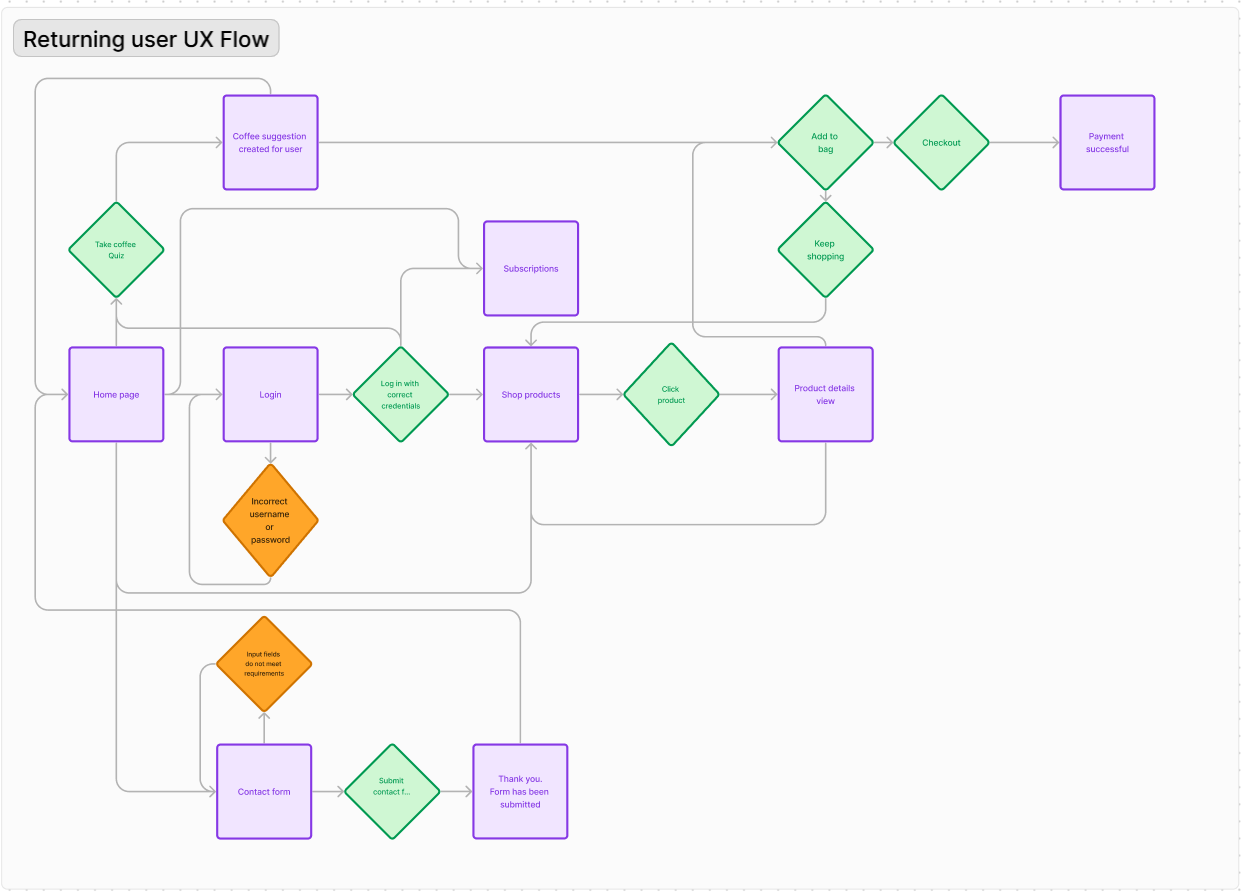 Returning user UX Flow
Coffee suggestion
created for user
Add to
bag
Checkout
Payment
successful
Take coffee
Quiz
Keep
shopping
Subscriptions
Home page
Login
Log in with
correct
credentials
Shop products
Click
product
Product details
view
Incorrect
username
or
password
Input fields
do not meet
requirements
Contact form
Submit
contact f...
Thank you.
Form has been
submitted